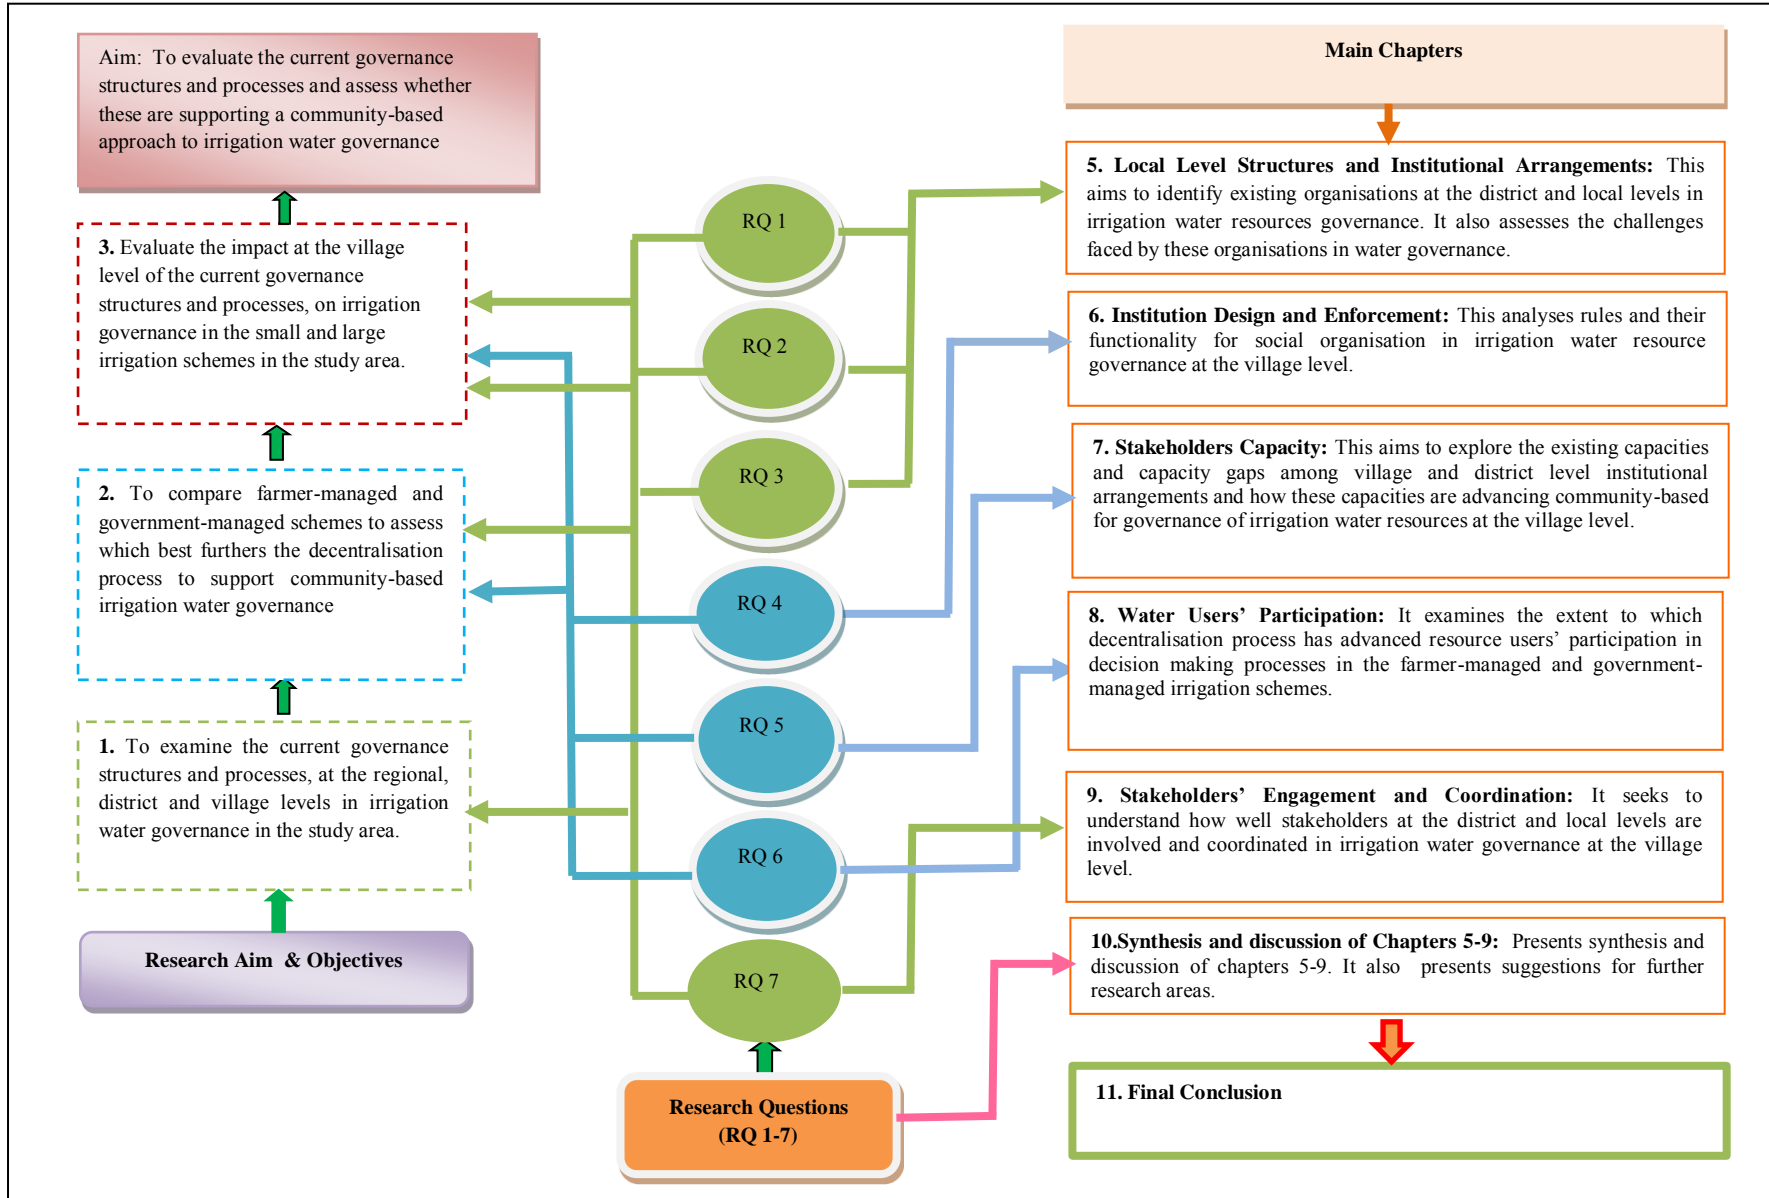 Aim:  To evaluate the current governance
structures and processes and assess whether
these are supporting a community-based
approach to irrigation water governance
3. Evaluate the impact at the village
level of the current governance
structures and processes, on irrigation
governance in the small and large
irrigation schemes in the study area.
2. To compare farmer-managed and
government-managed schemes to assess
which best furthers the decentralisation
process to support community-based
irrigation water governance
1. To examine the current governance
structures and processes, at the regional,
district and village levels in irrigation
water governance in the study area.
Research Aim  & Objectives
RQ 1
RQ 2
RQ 3
RQ 4
RQ 5
RQ 6
RQ 7
Research Questions
(RQ 1-7)
Main Chapters
5. Local Level Structures and Institutional Arrangements: This
aims to identify existing organisations at the district and local levels in
irrigation water resources governance. It also assesses the challenges
faced by these organisations in water governance.
6. Institution Design and Enforcement: This analyses rules and their
functionality for social organisation in irrigation water resource
governance at the village level.
7. Stakeholders Capacity: This aims to explore the existing capacities
and capacity gaps among village and district level institutional
arrangements and how these capacities are advancing community-based
for governance of irrigation water resources at the village level.
8. Water Users’ Participation: It examines the extent to which
decentralisation process has advanced resource users’ participation in
decision making processes in the farmer-managed and government-
managed irrigation schemes.
9. Stakeholders’ Engagement and Coordination: It seeks to
understand how well stakeholders at the district and local levels are
involved and coordinated in irrigation water governance at the village
level.
10.Synthesis and discussion of Chapters 5-9:  Presents synthesis and
discussion of chapters 5-9. It also  presents suggestions for further
research areas.
11. Final Conclusion